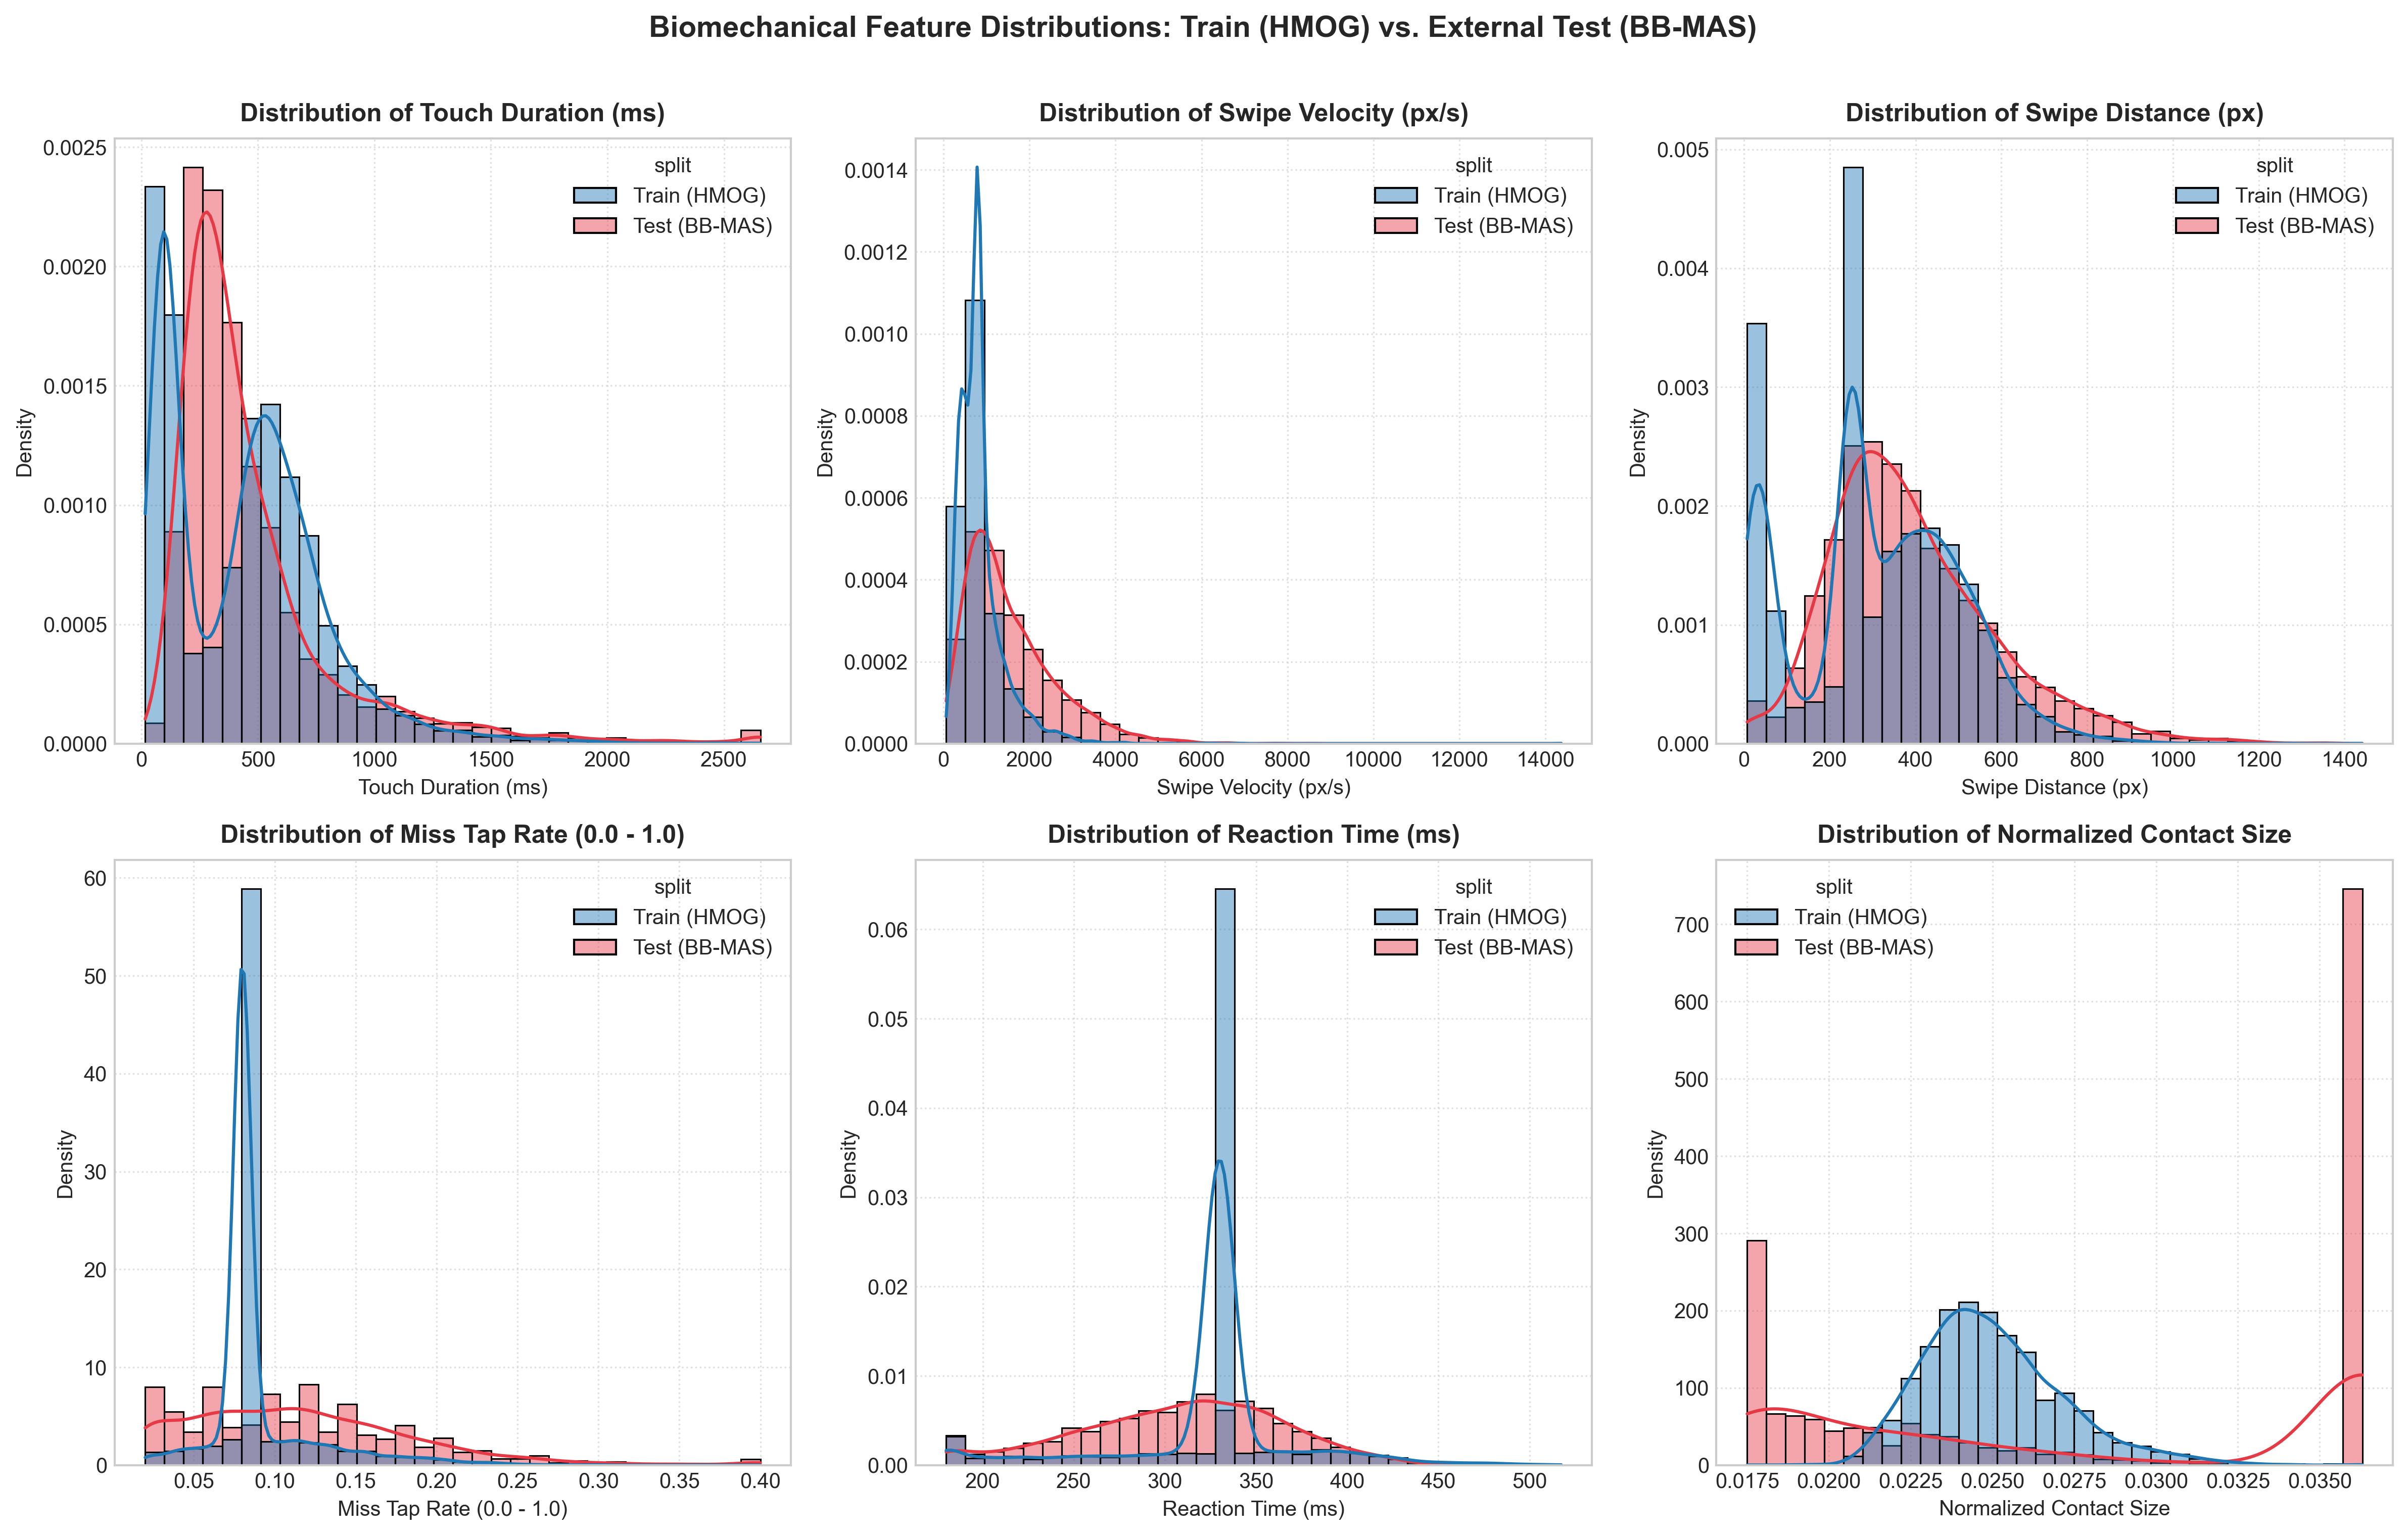 Biomechanical Feature Distributions: Train (HMOG) vs. External Test (BB-MAS)
Distribution of Touch Duration (ms)
split
Train (HMOG)
Test (BB-MAS)
0.0025
0.0020
0.0015
0.0010
0.0005
0.0000
Density
0 500 1000 1500 2000 2500
Touch Duration (ms)
Distribution of Swipe Velocity (px/s)
split
Train (HMOG)
Test (BB-MAS)
0.0014
0.0012
0.0010
0.0008
0.0006
0.0004
0.0002
0.0000
Density
0 2000 4000 6000 8000 10000 12000 14000
Swipe Velocity (px/s)
Distribution of Swipe Distance (px)
split
Train (HMOG)
Test (BB-MAS)
0.005
0.004
0.003
0.002
0.001
0.000
Density
0 200 400 600 800 1000 1200 1400
Swipe Distance (px)
Distribution of Miss Tap Rate (0.0 - 1.0)
split
Train (HMOG)
Test (BB-MAS)
60
50
40
30
20
10
0
Density
0.05 0.10 0.15 0.20 0.25 0.30 0.35 0.40
Miss Tap Rate (0.0 - 1.0)
Distribution of Reaction Time (ms)
split
Train (HMOG)
Test (BB-MAS)
0.06
0.05
0.04
0.03
0.02
0.01
0.00
Density
200 250 300 350 400 450 500
Reaction Time (ms)
Distribution of Normalized Contact Size
split
Train (HMOG)
Test (BB-MAS)
700
600
500
400
300
200
100
0
Density
0.0175 0.0200 0.0225 0.0250 0.0275 0.0300 0.0325 0.0350
Normalized Contact Size